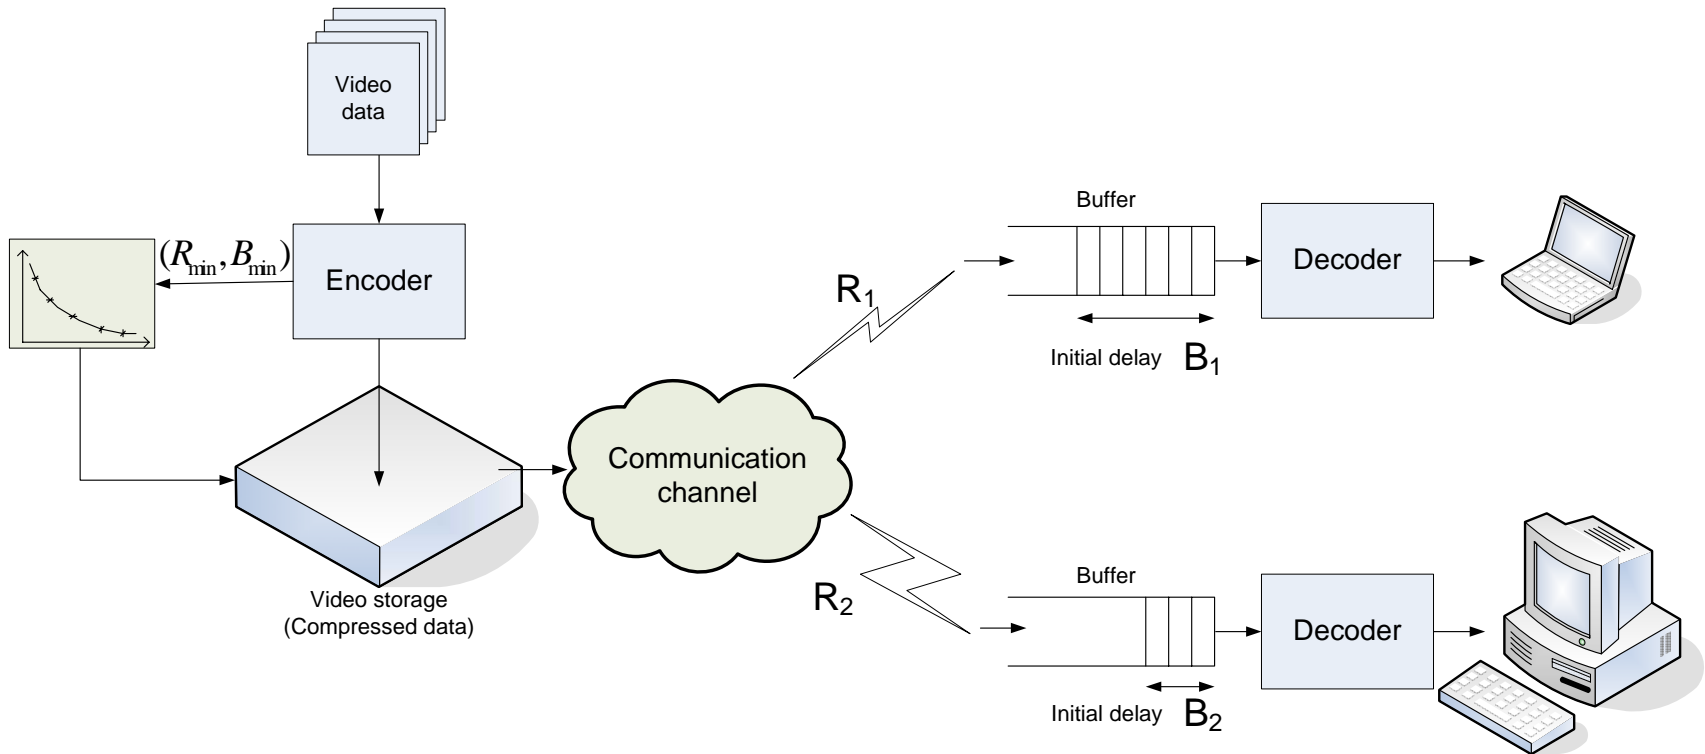 Video
data
(R_min, B_min)
Encoder
Video storage
(Compressed data)
Communication
channel
R₁
Buffer
Initial delay B₁
Decoder
R₂
Buffer
Initial delay B₂
Decoder